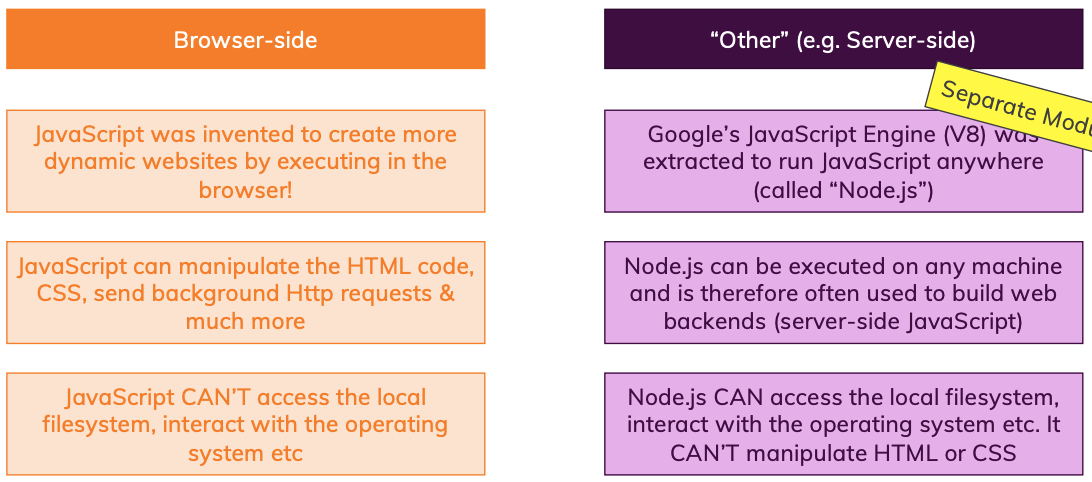 Browser-side
JavaScript was invented to create more
dynamic websites by executing in the
browser!
JavaScript can manipulate the HTML code,
CSS, send background Http requests &
much more
JavaScript CAN'T access the local
filesystem, interact with the operating
system etc
“Other” (e.g. Server-side)
Separate
Google's JavaScript Engine (V8) was
extracted to run JavaScript anywhere
(called “Node.js”)
Node.js can be executed on any machine
and is therefore often used to build web
backends (server-side JavaScript)
Node.js CAN access the local filesystem,
interact with the operating system etc. It
CAN'T manipulate HTML or CSS